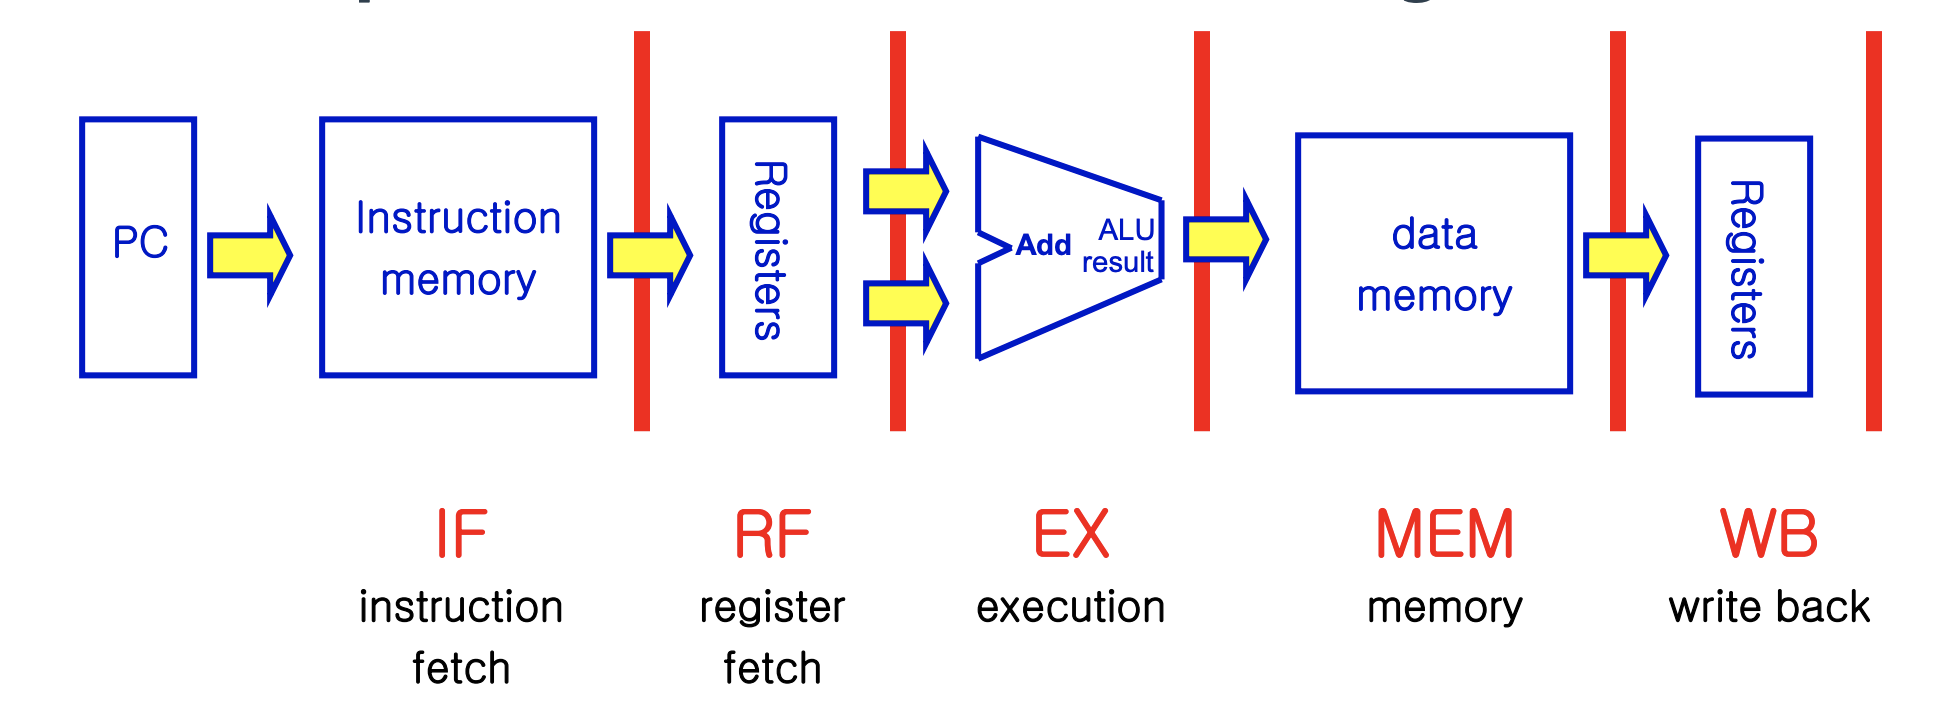 PC
Instruction
memory
Registers
Add
ALU
result
data
memory
Registers
IF
instruction
fetch
RF
register
fetch
EX
execution
MEM
memory
WB
write back